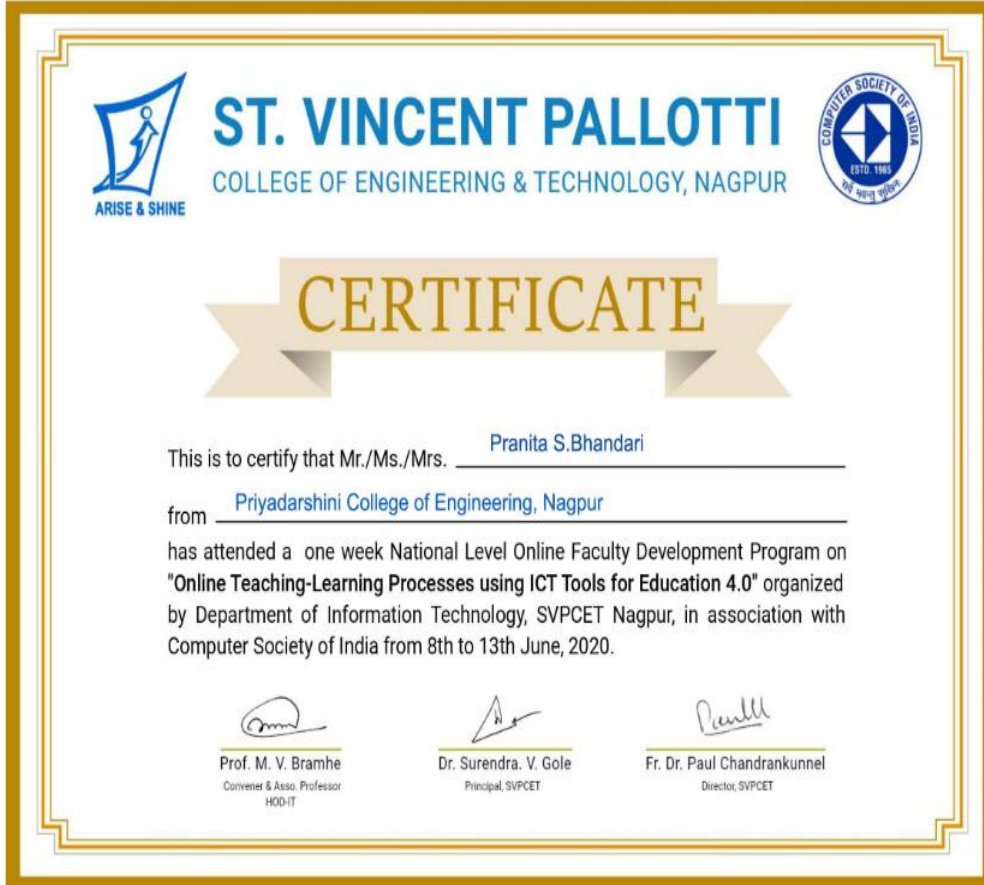 ST. VINCENT PALLOTTI
COLLEGE OF ENGINEERING & TECHNOLOGY, NAGPUR
ARISE & SHINE
COMPUTER SOCIETY OF INDIA
ESTD. 1965
सर्वे भवन्तु सुखिनः
CERTIFICATE
This is to certify that Mr./Ms./Mrs. Pranita S.Bhandari
from Priyadarshini College of Engineering, Nagpur
has attended a one week National Level Online Faculty Development Program on
"Online Teaching-Learning Processes using ICT Tools for Education 4.0" organized
by Department of Information Technology, SVPCET Nagpur, in association with
Computer Society of India from 8th to 13th June, 2020.
Prof. M. V. Bramhe
Convener & Asso. Professor
HOD-IT
Dr. Surendra. V. Gole
Principal, SVPCET
Fr. Dr. Paul Chandrankunnel
Director, SVPCET